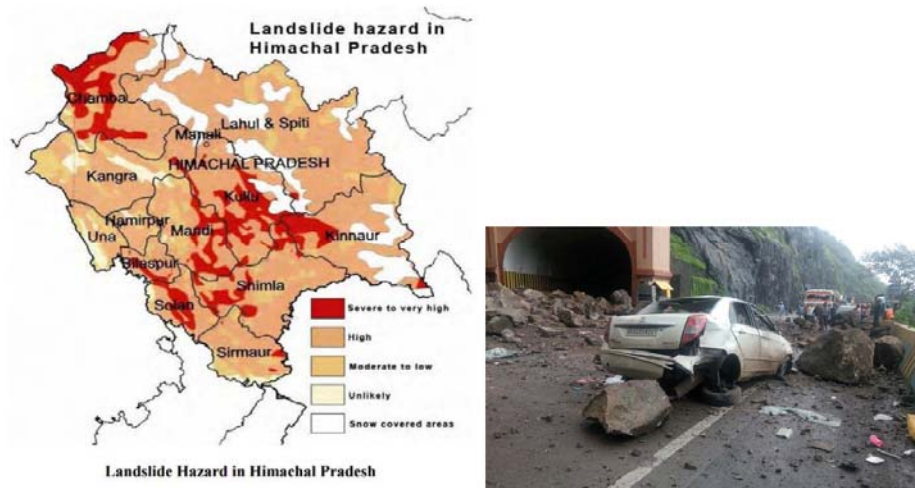 Landslide hazard in
Himachal Pradesh
Chamba
Lahul & Spiti
Manali
HIMACHAL PRADESH
Kangra
Kullu
Hamirpur
Mandi
Una
Kinnaur
Bilaspur
Shimla
Solan
Sirmaur
Severe to very high
High
Moderate to low
Unlikely
Snow covered areas
Landslide Hazard in Himachal Pradesh